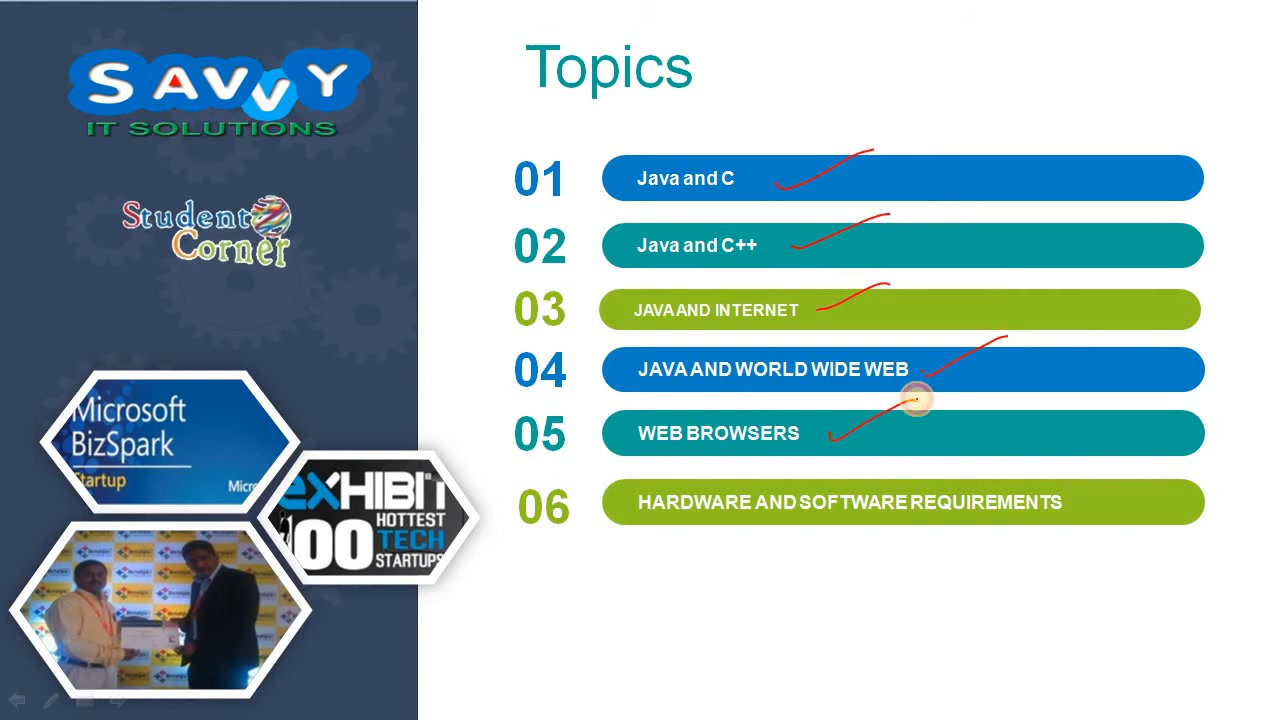 SAVVY
IT SOLUTIONS
Student
Corner
Topics
01 Java and C
02 Java and C++
03 JAVA AND INTERNET
04 JAVA AND WORLD WIDE WEB
05 WEB BROWSERS
06 HARDWARE AND SOFTWARE REQUIREMENTS
Microsoft
BizSpark
Startup
Micr
eXHIBIT
100 HOTTEST
TECH
STARTUPS